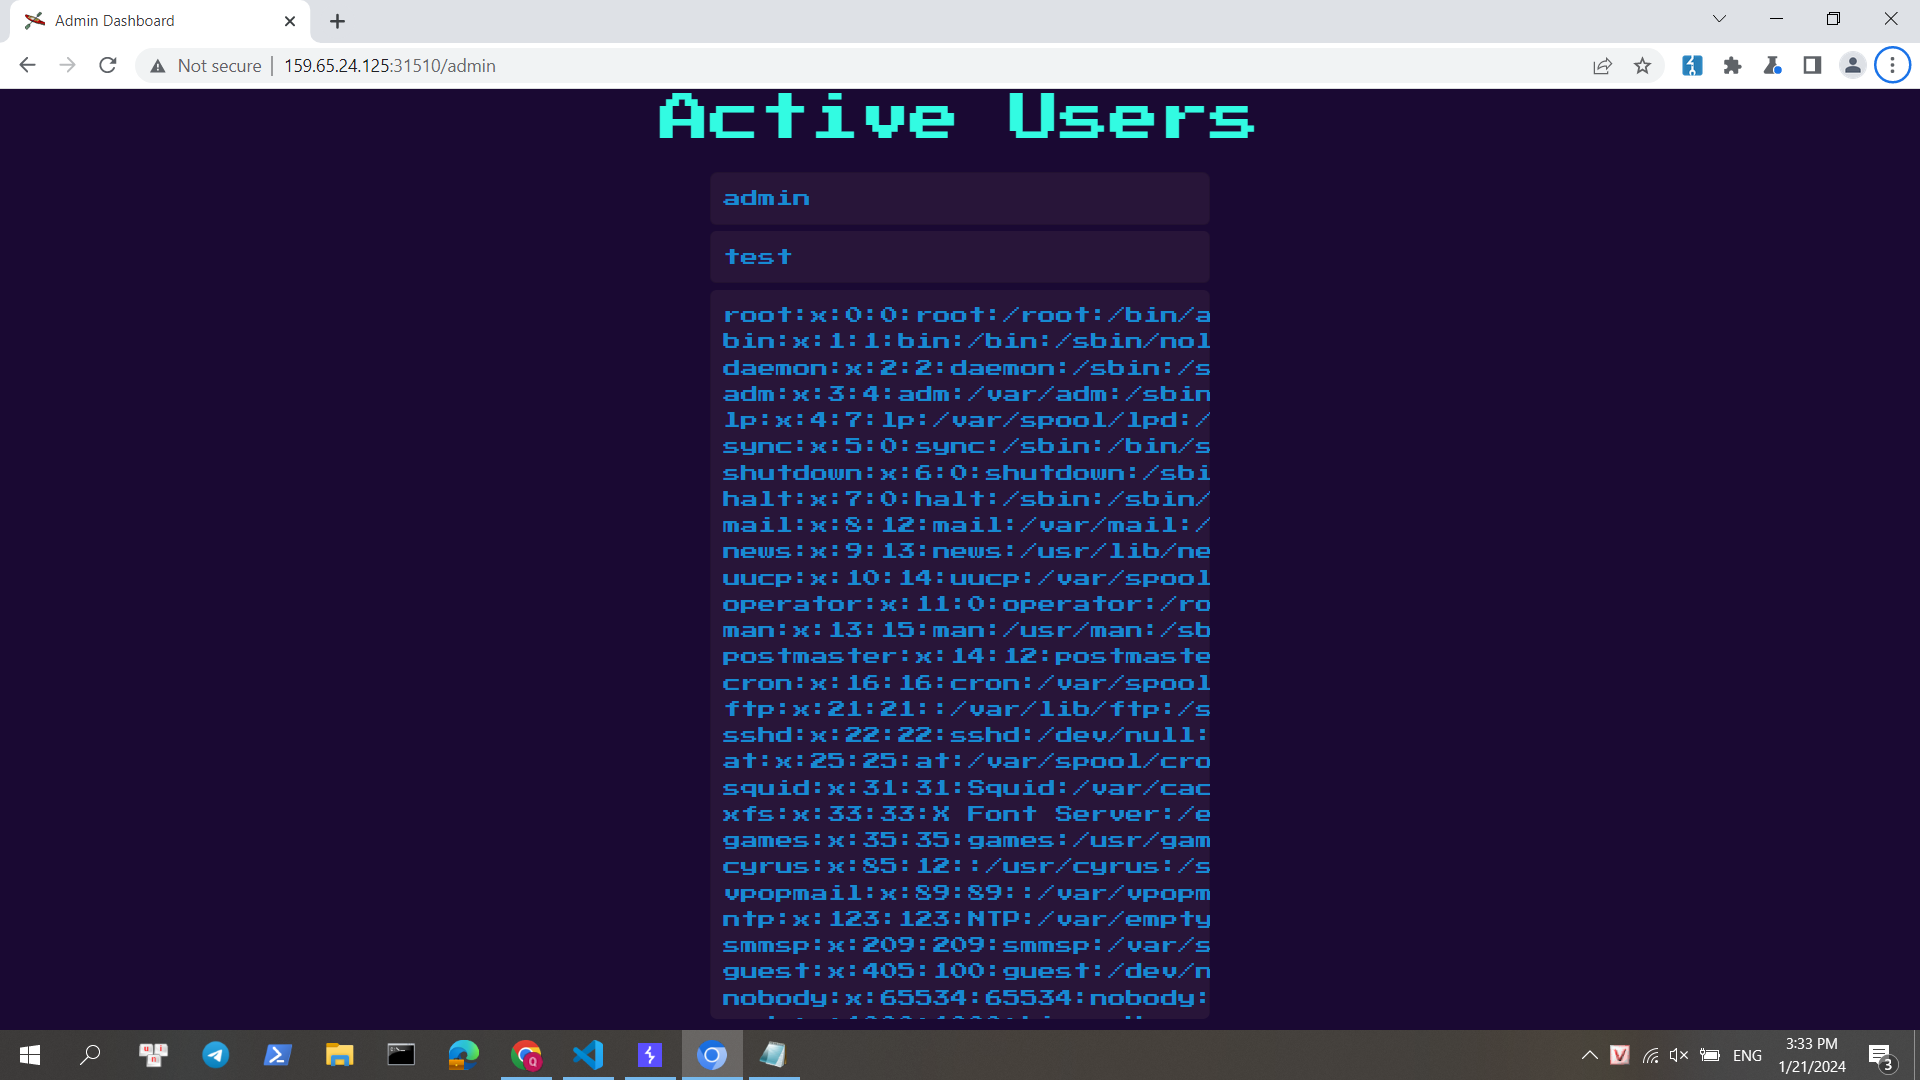 Admin Dashboard
Not secure
159.65.24.125:31510/admin
Active Users
admin
test
root:x:0:0:root:/root:/bin/a
bin:x:1:1:bin:/bin:/sbin/nol
daemon:x:2:2:daemon:/sbin:/s
adm:x:3:4:adm:/var/adm:/sbin
lp:x:4:7:lp:/var/spool/lpd:/
sync:x:5:0:sync:/sbin:/bin/s
shutdown:x:6:0:shutdown:/sbi
halt:x:7:0:halt:/sbin:/sbin/
mail:x:8:12:mail:/var/mail:/
news:x:9:13:news:/usr/lib/ne
uucp:x:10:14:uucp:/var/spool
operator:x:11:0:operator:/ro
man:x:13:15:man:/usr/man:/sb
postmaster:x:14:12:postmaste
cron:x:16:16:cron:/var/spool
ftp:x:21:21::/var/lib/ftp:/s
sshd:x:22:22:sshd:/dev/null:
at:x:25:25:at:/var/spool/cro
squid:x:31:31:Squid:/var/cac
xfs:x:33:33:X Font Server:/e
games:x:35:35:games:/usr/gam
cyrus:x:85:12::/usr/cyrus:/s
vpopmail:x:89:89::/var/vpopm
ntp:x:123:123:NTP:/var/empty
smmsp:x:209:209:smmsp:/var/s
guest:x:405:100:guest:/dev/n
nobody:x:65534:65534:nobody:
ENG
3:33 PM
1/21/2024
3